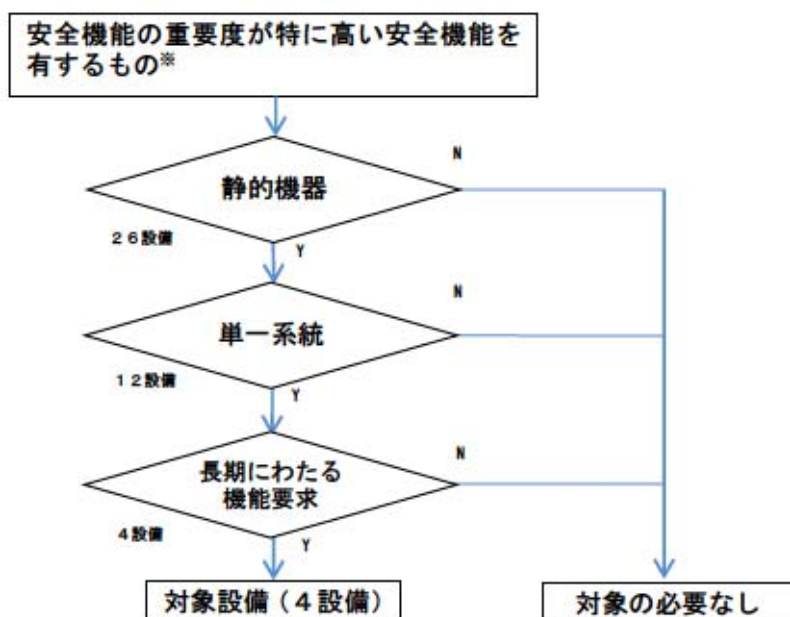 安全機能の重要度が特に高い安全機能を
有するもの※
静的機器
N
26設備
Y
単一系統
N
12設備
Y
長期にわたる
機能要求
N
4設備
Y
対象設備（4設備）
対象の必要なし